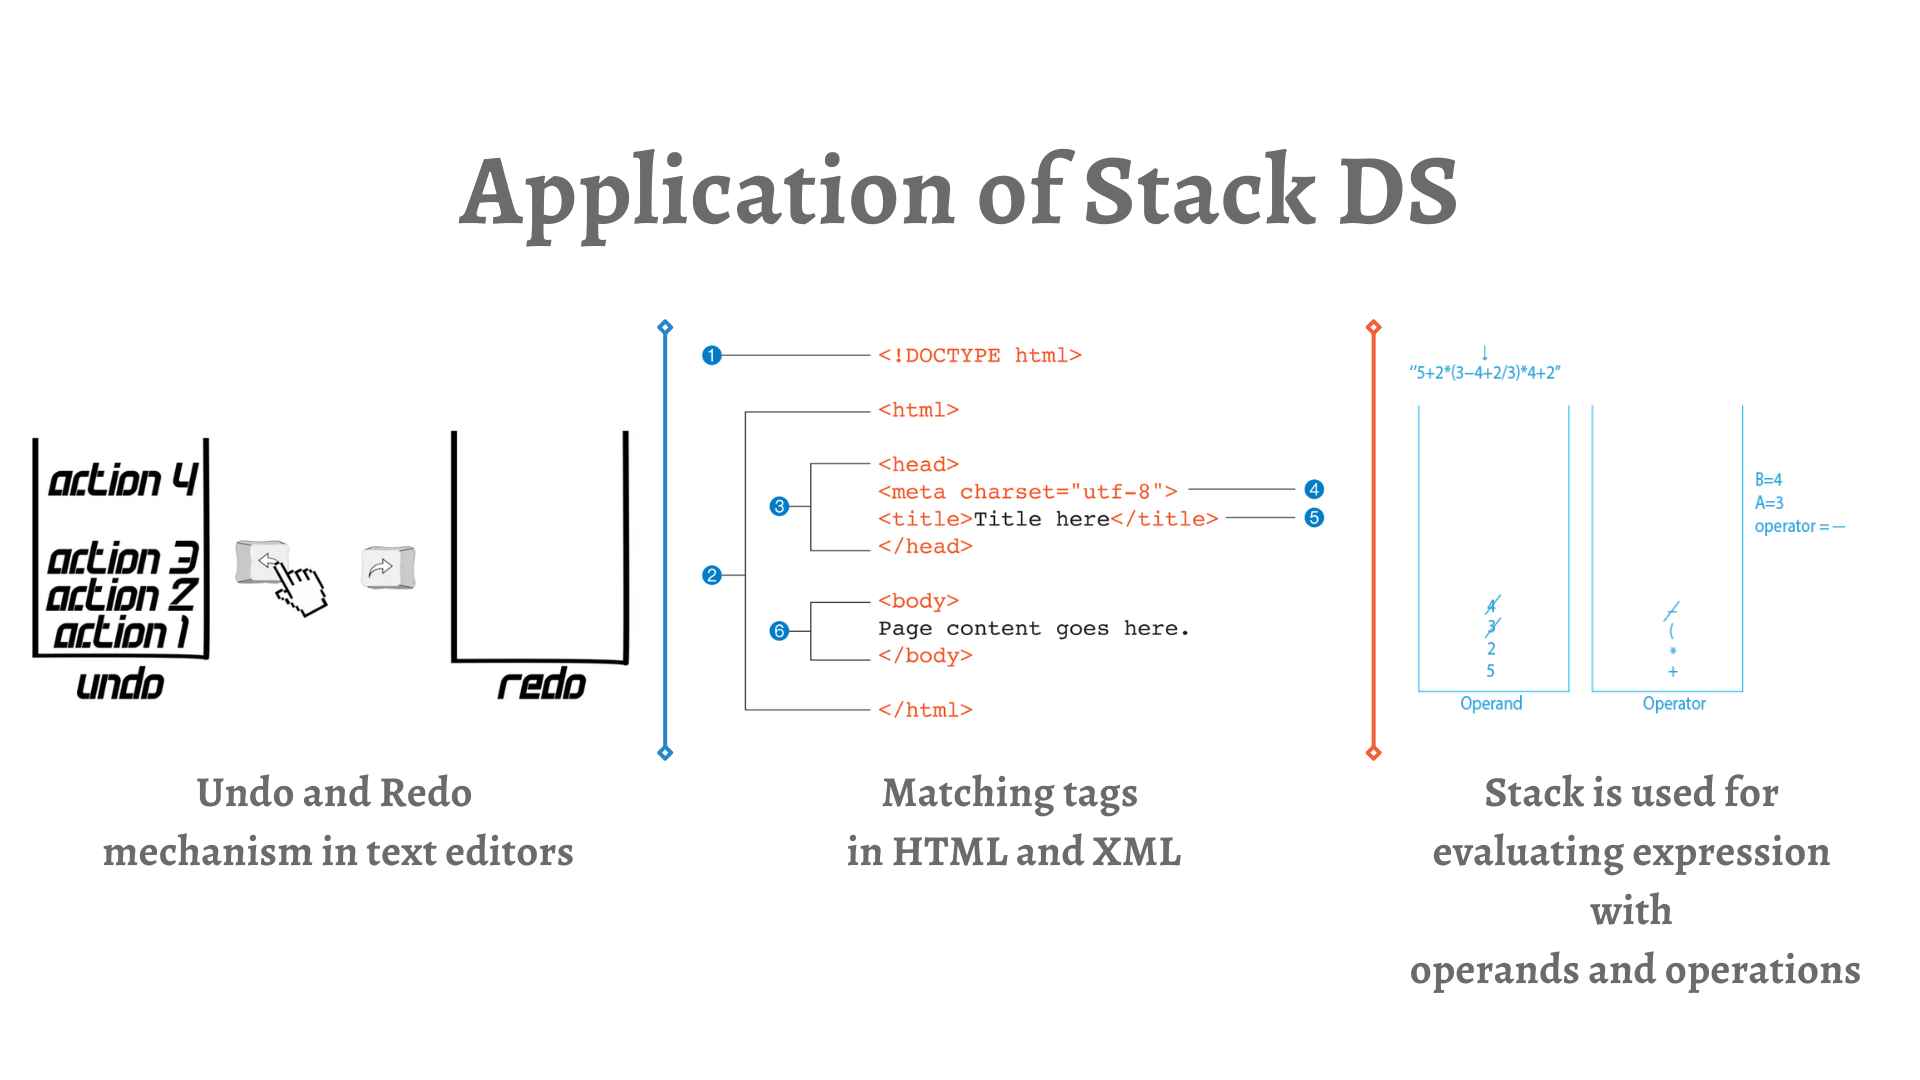 Application of Stack DS
action 4
action 3
action 2
action 1
undo
redo
Undo and Redo
mechanism in text editors
1
<!DOCTYPE html>
<html>
<head>
<meta charset="utf-8">
4
3
<title>Title here</title>
5
</head>
2
<body>
6
Page content goes here.
</body>
</html>
Matching tags
in HTML and XML
↓
“5+2*(3–4+2/3)*4+2”
B=4
A=3
operator = —
4
3
2
5
Operand
–
(
*
+
Operator
Stack is used for
evaluating expression
with
operands and operations